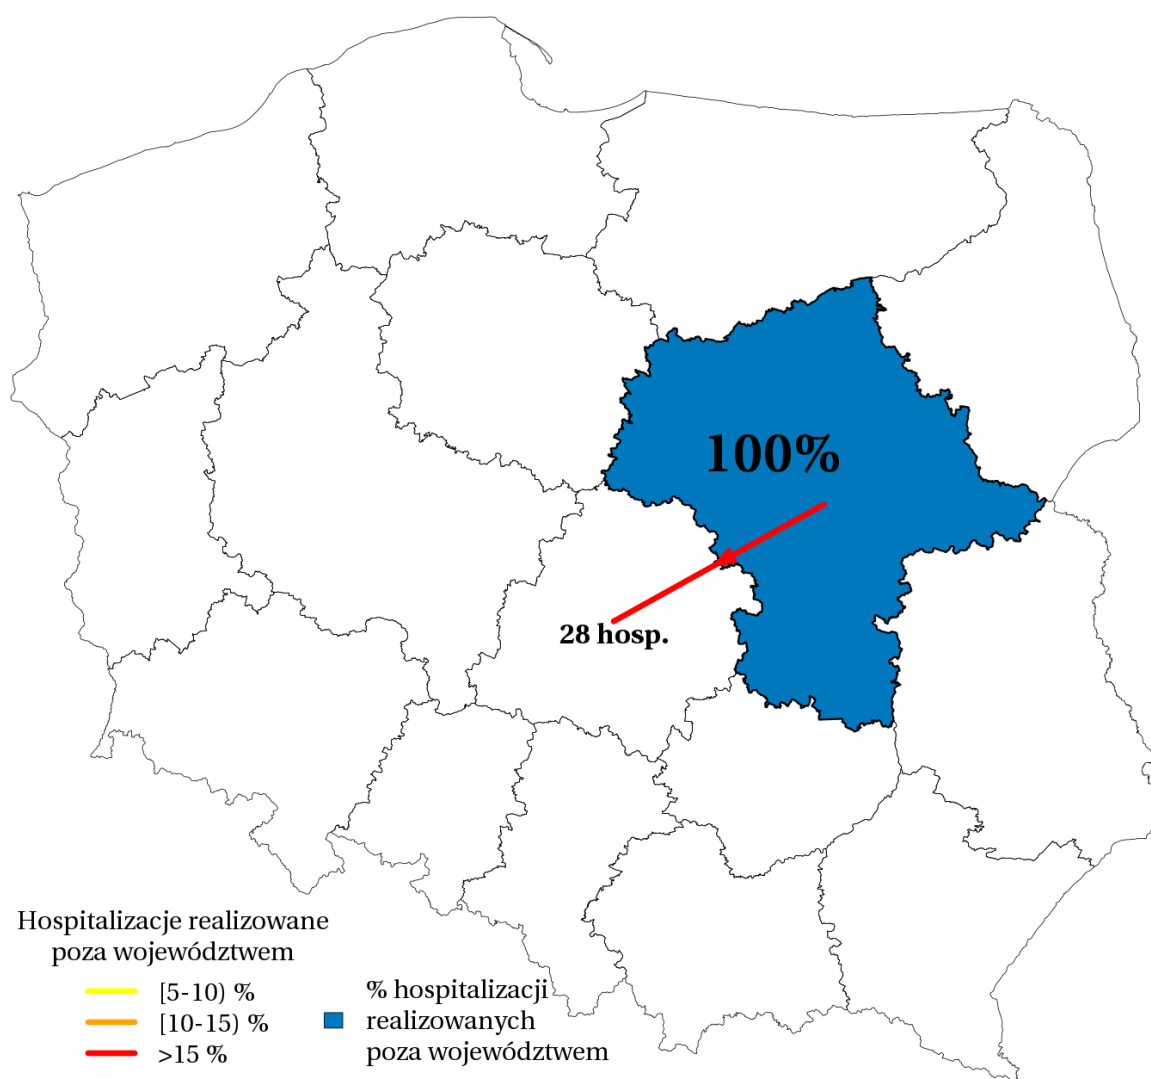 100%
28 hosp.
Hospitalizacje realizowane
poza województwem
[5-10) %
[10-15) %
>15 %
% hospitalizacji
realizowanych
poza województwem